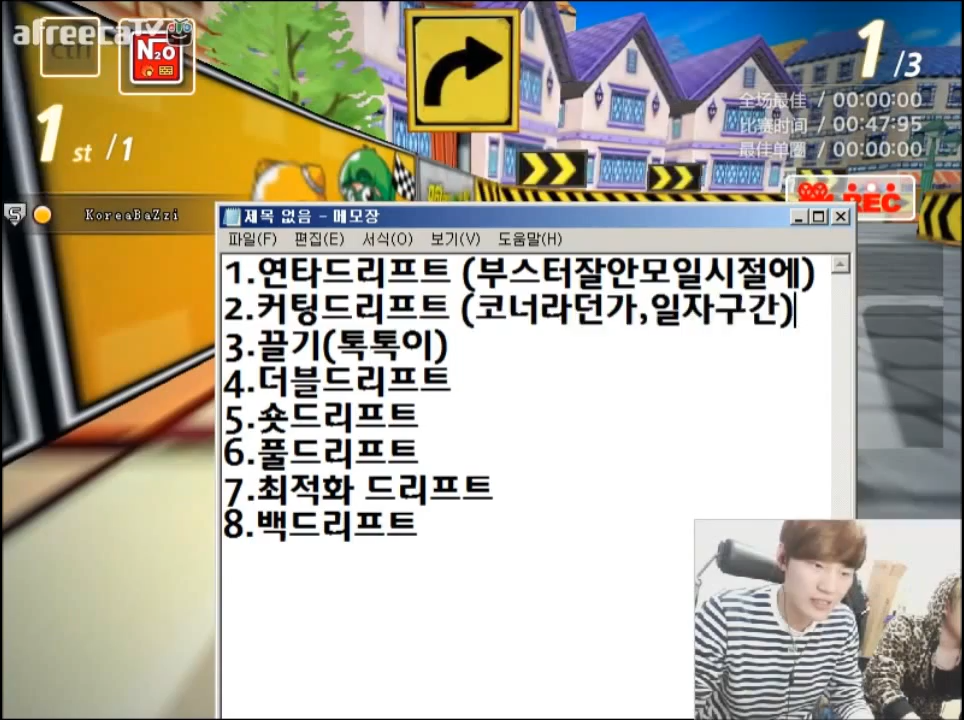 afreecaTV
Ctrl
N2O
1 /3
全场最佳 / 00:00:00
比赛时间 / 00:47:95
最佳单圈 / 00:00:00
1st /1
REC
S
KoreaBaZzi
제목 없음 - 메모장
파일(F) 편집(E) 서식(O) 보기(V) 도움말(H)
1.연타드리프트 (부스터잘안모일시절에)
2.커팅드리프트 (코너라던가,일자구간)
3.끌기(톡톡이)
4.더블드리프트
5.숏드리프트
6.풀드리프트
7.최적화 드리프트
8.백드리프트